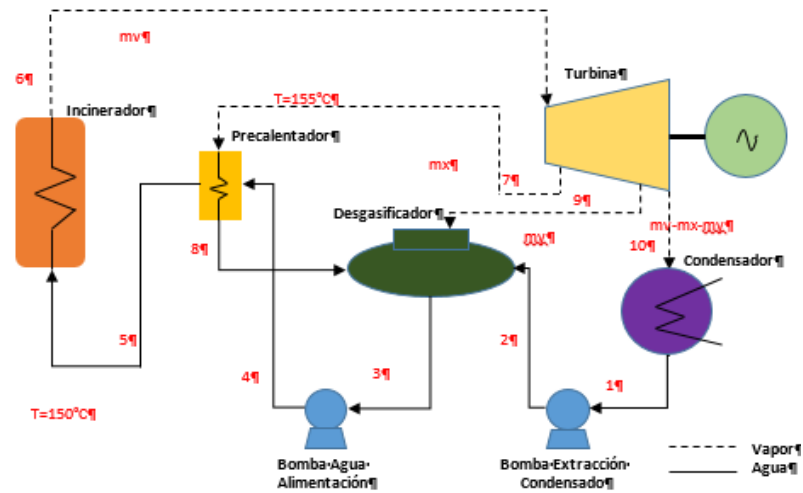 mv¶
Turbina¶
6¶
Incinerador¶
T=155°C¶
Precalentador¶
mx¶
7¶
9¶
Desgasificador¶
my¶
mv-mx-my¶
10¶
Condensador¶
8¶
5¶
4¶
3¶
2¶
1¶
T=150°C¶
Bomba·Agua·
Alimentación¶
Bomba·Extracción·
Condensado¶
Vapor¶
Agua¶